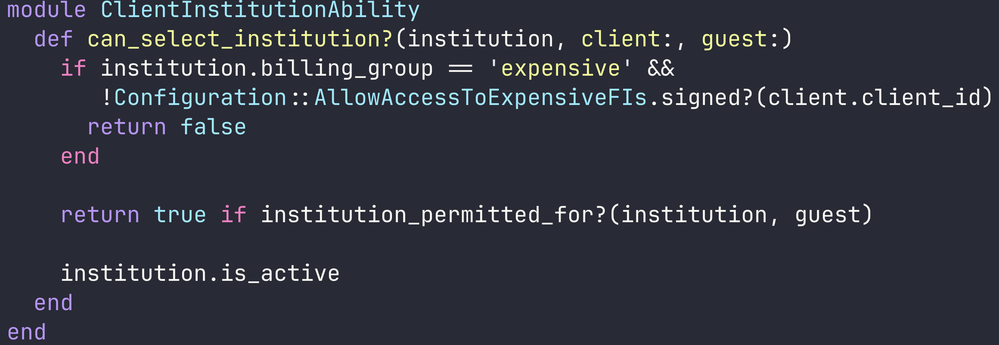 module ClientInstitutionAbility
  def can_select_institution?(institution, client:, guest:)
    if institution.billing_group == 'expensive' &&
       !Configuration::AllowAccessToExpensiveFIs.signed?(client.client_id)
      return false
    end

    return true if institution_permitted_for?(institution, guest)

    institution.is_active
  end
end